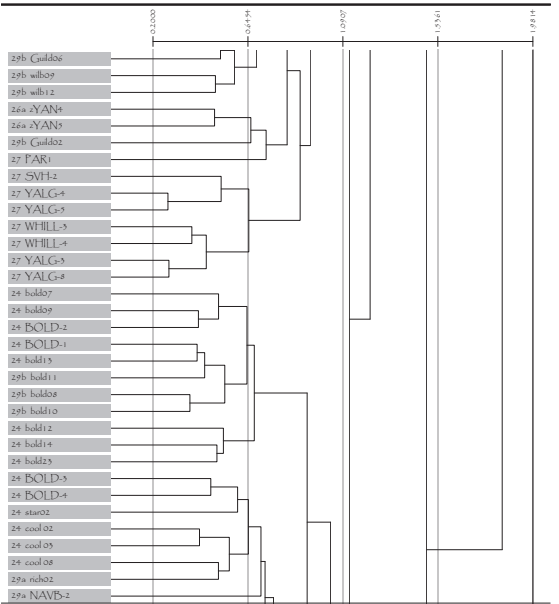 0.2000
0.6454
1.0907
1.5361
1.9814
29b Guild06
29b wilb09
29b wilb12
26a 2YAN4
26a 2YAN5
29b Guild02
27 PAR1
27 SVH-2
27 YALG-4
27 YALG-5
27 WHILL-3
27 WHILL-4
27 YALG-3
27 YALG-8
24 bold07
24 bold09
24 BOLD-2
24 BOLD-1
24 bold13
29b bold11
29b bold08
29b bold10
24 bold12
24 bold14
24 bold23
24 BOLD-3
24 BOLD-4
24 star02
24 cool 02
24 cool 03
24 cool 08
29a rich02
29a NAVB-2